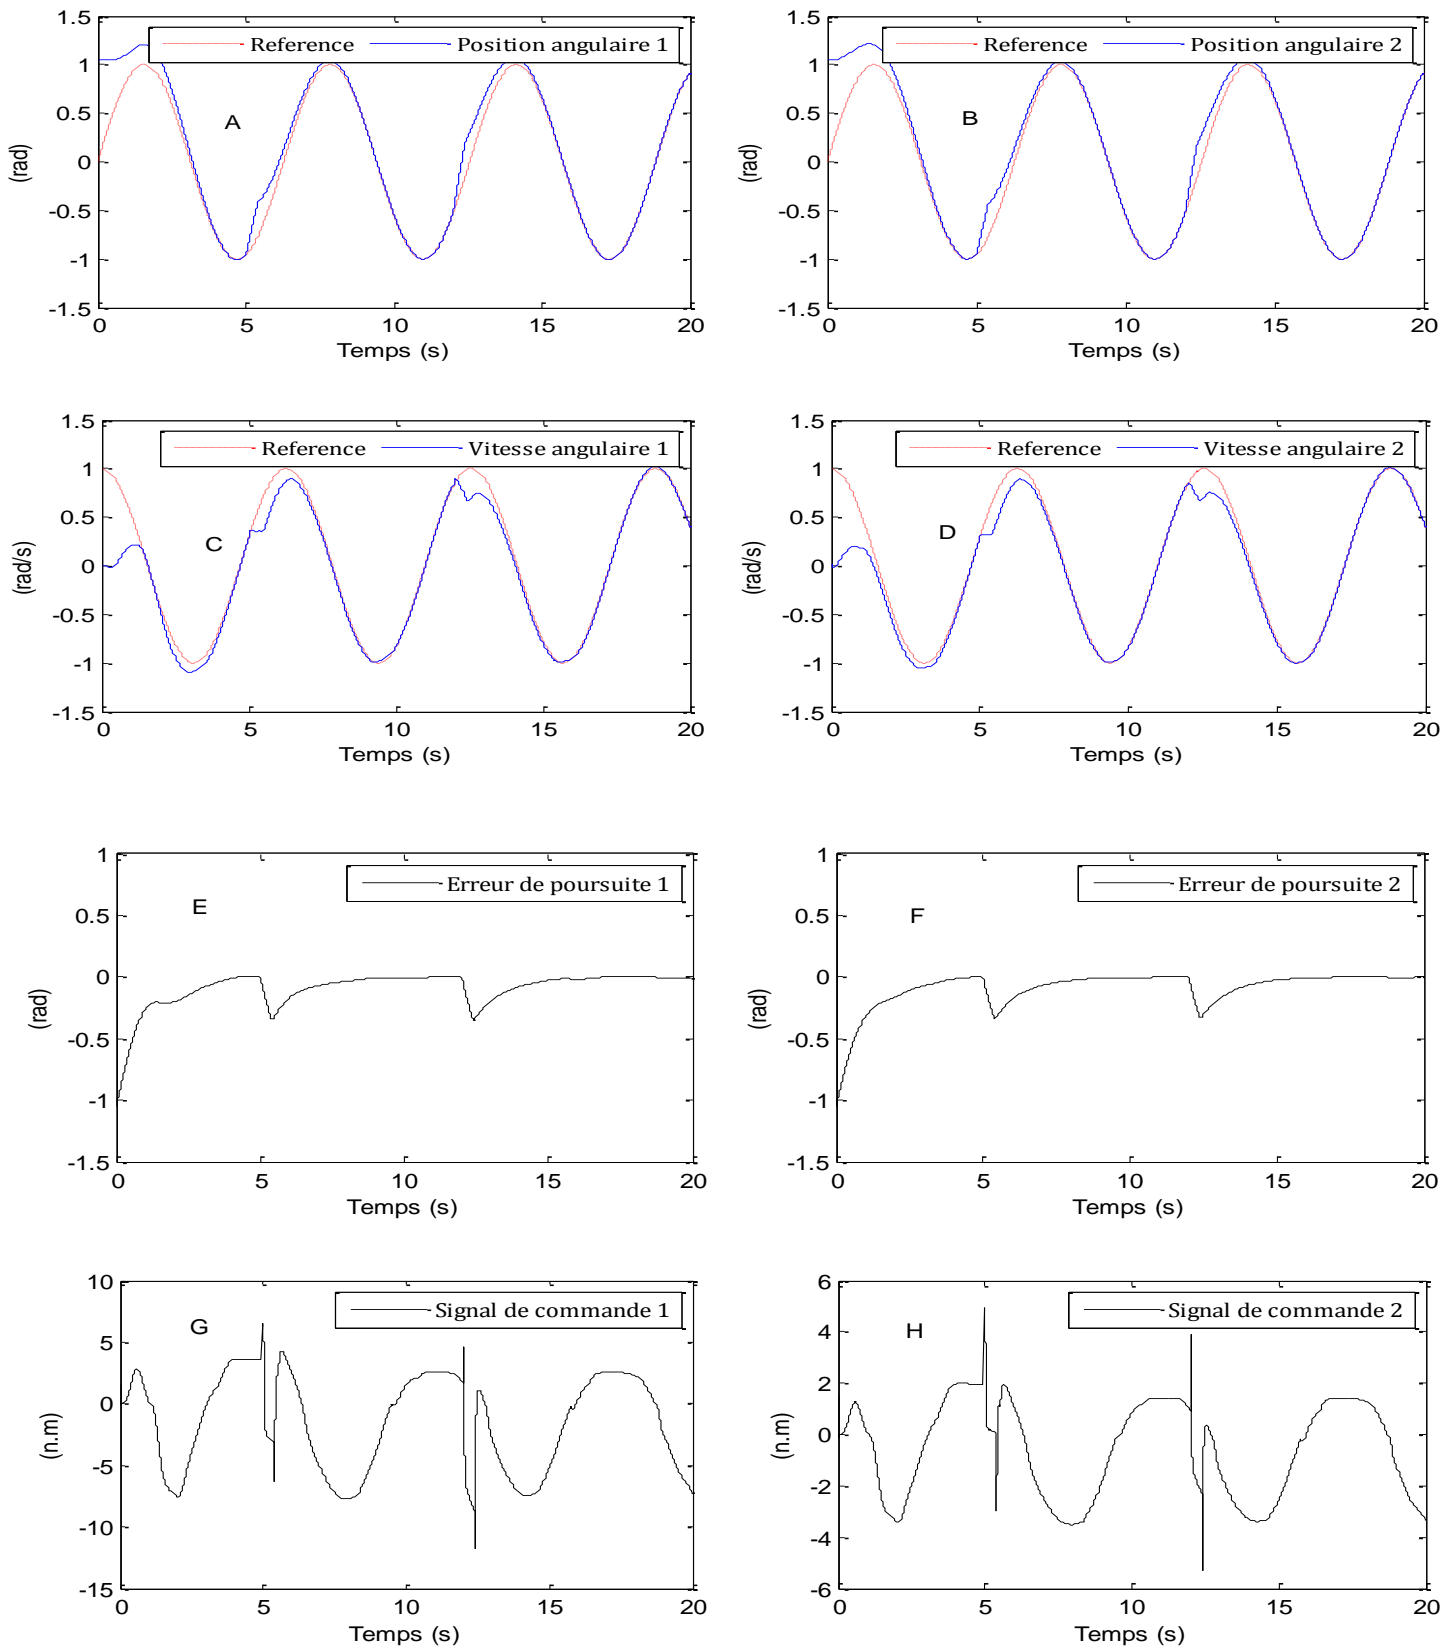 1.5
1
0.5
0
-0.5
-1
-1.5
(rad)
Reference Position angulaire 1
A
0 5 10 15 20
Temps (s)
1.5
1
0.5
0
-0.5
-1
-1.5
(rad)
Reference Position angulaire 2
B
0 5 10 15 20
Temps (s)
1.5
1
0.5
0
-0.5
-1
-1.5
(rad/s)
Reference Vitesse angulaire 1
C
0 5 10 15 20
Temps (s)
1.5
1
0.5
0
-0.5
-1
-1.5
(rad/s)
Reference Vitesse angulaire 2
D
0 5 10 15 20
Temps (s)
1
0.5
0
-0.5
-1
-1.5
(rad)
Erreur de poursuite 1
E
0 5 10 15 20
Temps (s)
1
0.5
0
-0.5
-1
-1.5
(rad)
Erreur de poursuite 2
F
0 5 10 15 20
Temps (s)
10
5
0
-5
-10
-15
(n.m)
Signal de commande 1
G
0 5 10 15 20
Temps (s)
6
4
2
0
-2
-4
-6
(n.m)
Signal de commande 2
H
0 5 10 15 20
Temps (s)